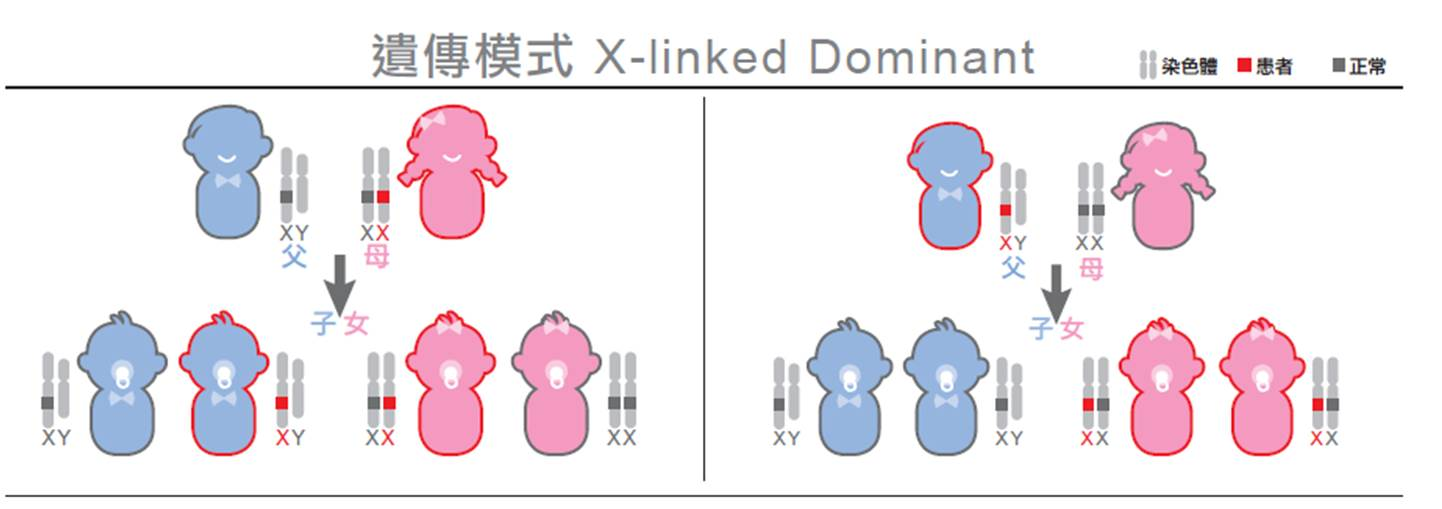 遺傳模式 X-linked Dominant
染色體 患者 正常
XY XX
父 母
子 女
XY XY XX XX
XY XX
父 母
子 女
XY XY XX XX